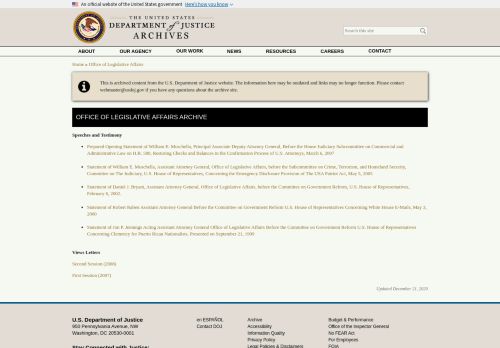 An official website of the United States government Here's how you know
THE UNITED STATES
DEPARTMENT of JUSTICE
ARCHIVES
Search this site
ABOUT OUR AGENCY OUR WORK NEWS RESOURCES CAREERS CONTACT
Home » Office of Legislative Affairs
This is archived content from the U.S. Department of Justice website. The information here may be outdated and links may no longer function. Please contact
webmaster@usdoj.gov if you have any questions about the archive site.
OFFICE OF LEGISLATIVE AFFAIRS ARCHIVE
Speeches and Testimony
Prepared Opening Statement of William E. Moschella, Principal Associate Deputy Attorney General, Before the House Judiciary Subcommittee on Commercial and
Administrative Law on H.R. 580, Restoring Checks and Balances in the Confirmation Process of U.S. Attorneys, March 6, 2007
Statement of William E. Moschella, Assistant Attorney General, Office of Legislative Affairs, before the Subcommittee on Crime, Terrorism, and Homeland Security,
Committee on The Judiciary, U.S. House of Representatives, Concerning the Emergency Disclosure Provision of The USA Patriot Act, May 5, 2005
Statement of Daniel J. Bryant, Assistant Attorney General, Office of Legislative Affairs, before the Committee on Government Reform, U.S. House of Representatives,
February 6, 2002.
Statement of Robert Raben Assistant Attorney General Before the Committee on Government Reform U.S. House of Representatives Concerning White House E-Mails, May 3,
2000
Statement of Jon P. Jennings Acting Assistant Attorney General Office of Legislative Affairs Before the Committee on Government Reform U.S. House of Representatives
Concerning Clemency for Puerto Rican Nationalists. Presented on September 21, 1999
Views Letters
Second Session (2008)
First Session (2007)
Updated December 21, 2020
U.S. Department of Justice
950 Pennsylvania Avenue, NW
Washington, DC 20530-0001
Stay Connected with Justice:
en ESPAÑOL
Contact DOJ
Archive
Accessibility
Information Quality
Privacy Policy
Legal Policies & Disclaimers
Budget & Performance
Office of the Inspector General
No FEAR Act
For Employees
FOIA